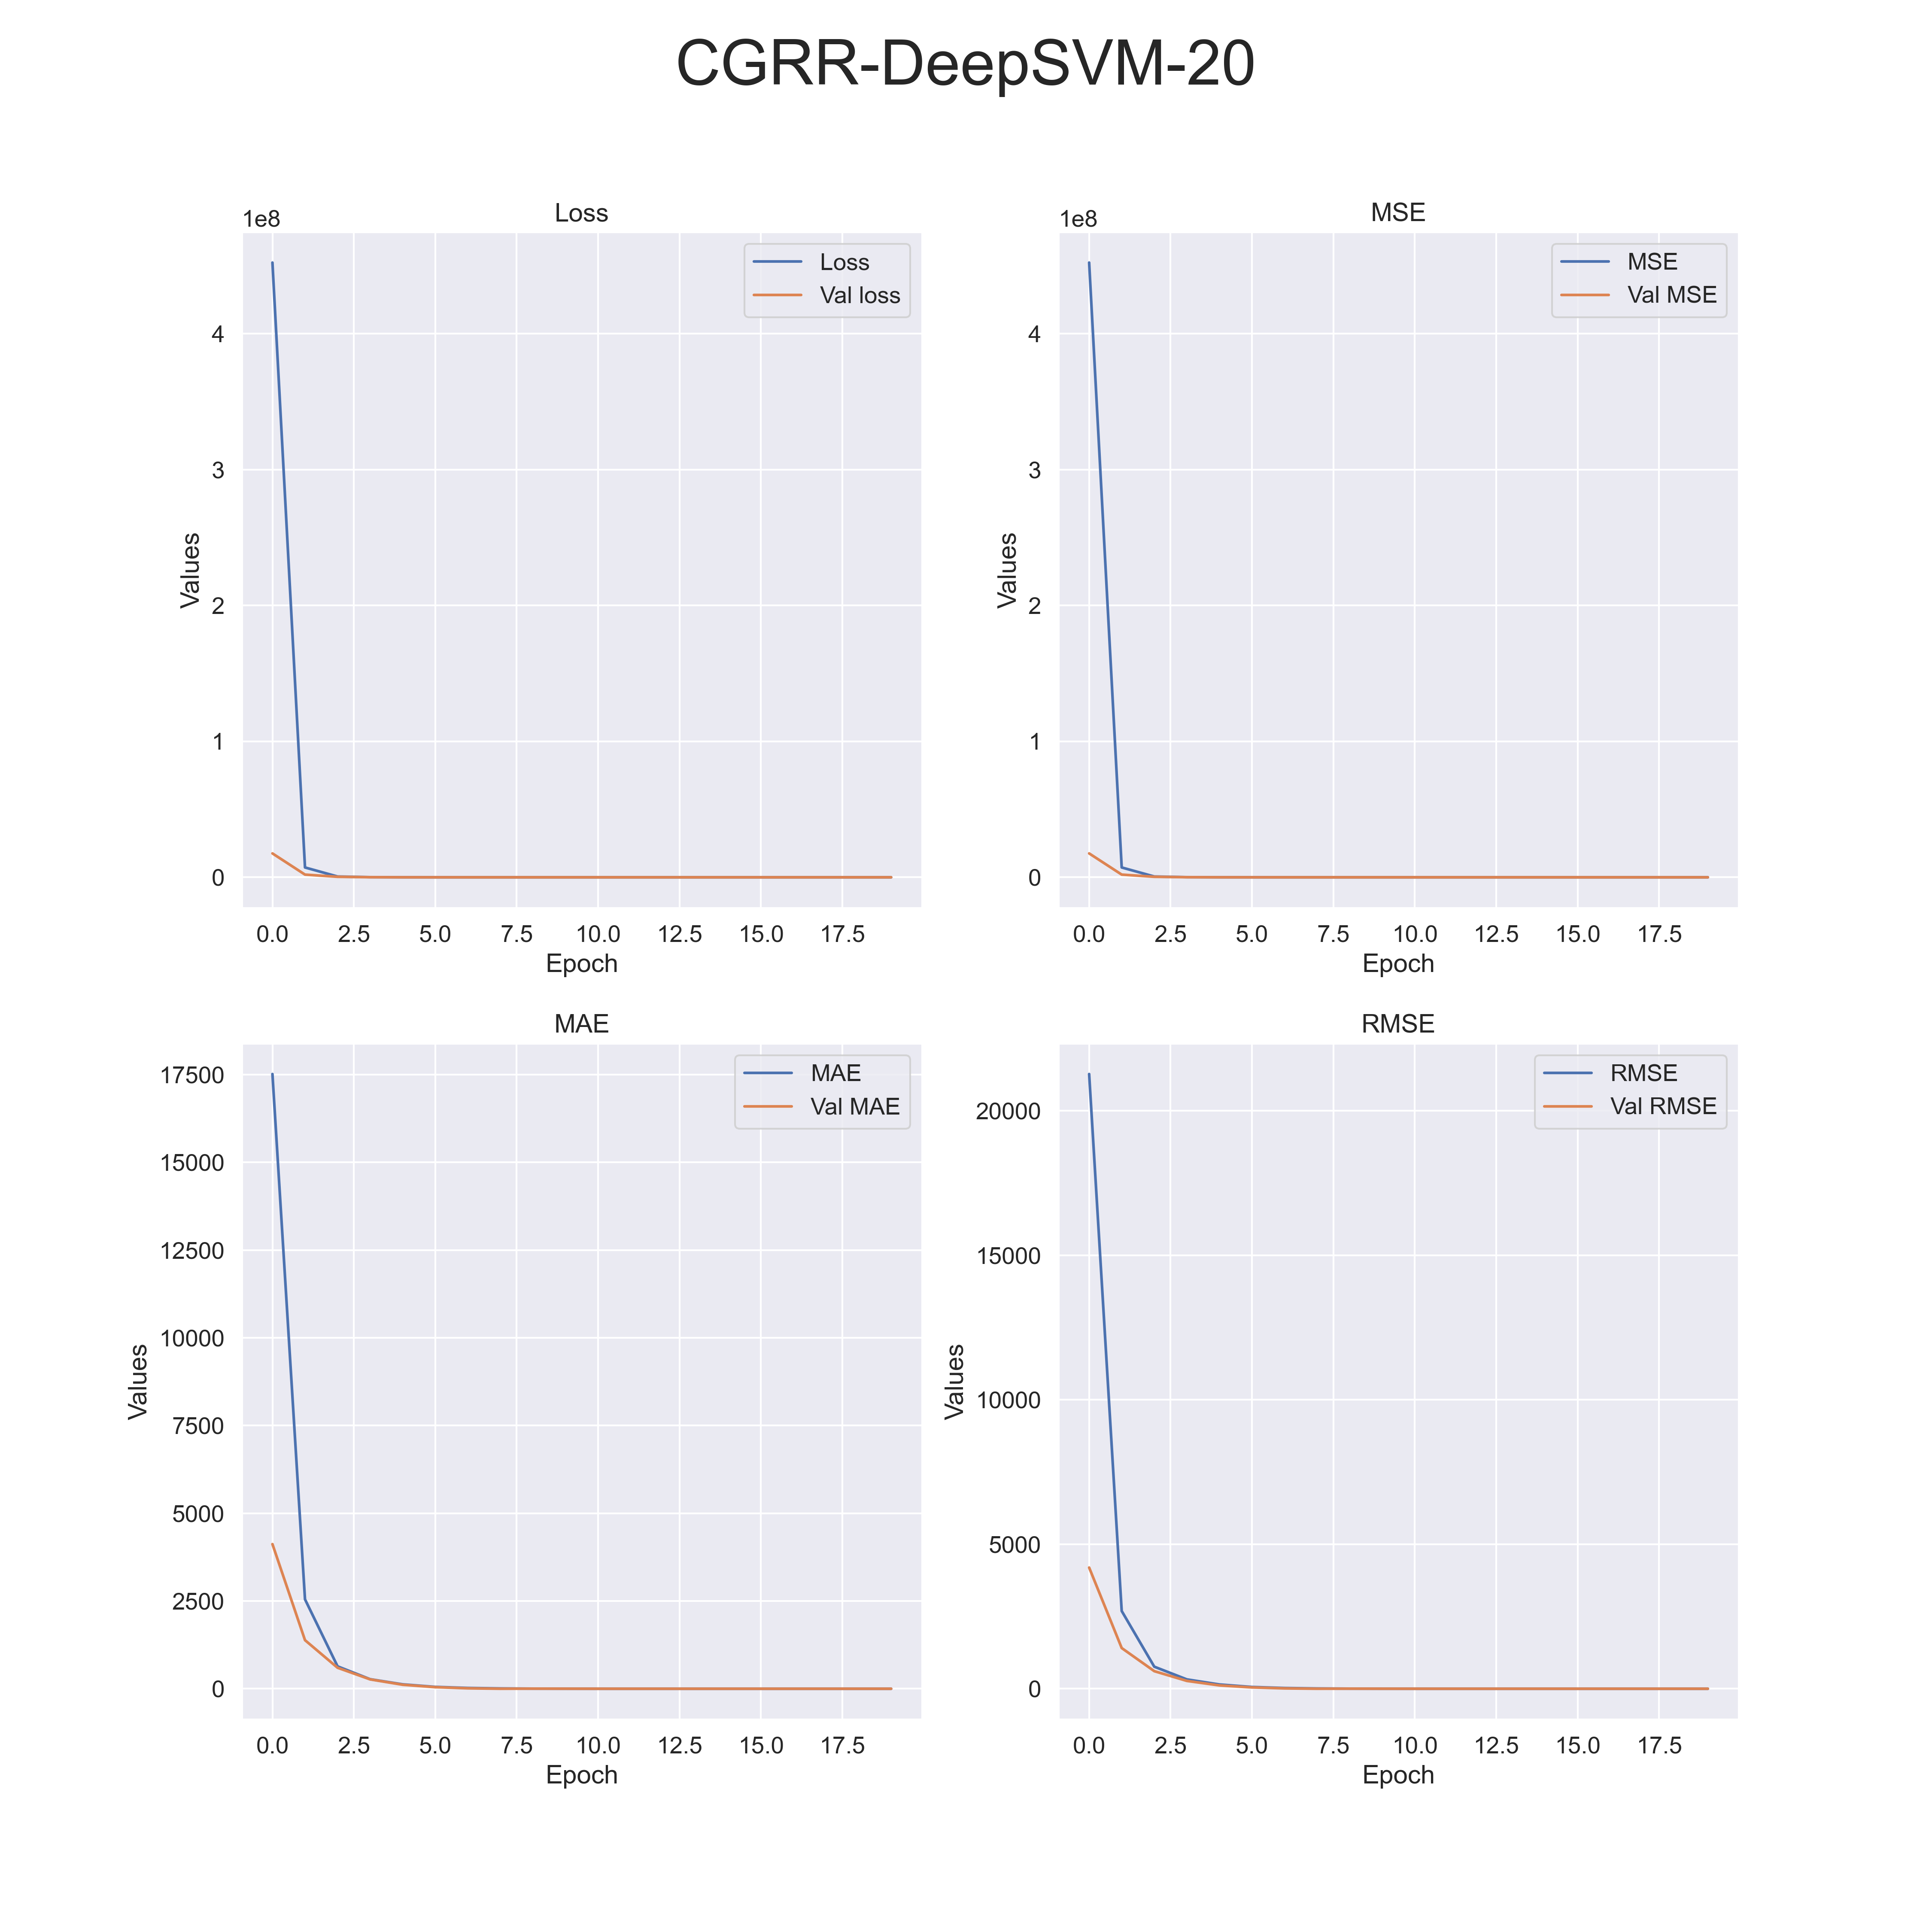 CGRR-DeepSVM-20
Loss
1e8
Loss
Val loss
4
3
2
1
0
Values
0.0 2.5 5.0 7.5 10.0 12.5 15.0 17.5
Epoch
MSE
1e8
MSE
Val MSE
4
3
2
1
0
Values
0.0 2.5 5.0 7.5 10.0 12.5 15.0 17.5
Epoch
MAE
MAE
Val MAE
17500
15000
12500
10000
7500
5000
2500
0
Values
0.0 2.5 5.0 7.5 10.0 12.5 15.0 17.5
Epoch
RMSE
RMSE
Val RMSE
20000
15000
10000
5000
0
Values
0.0 2.5 5.0 7.5 10.0 12.5 15.0 17.5
Epoch